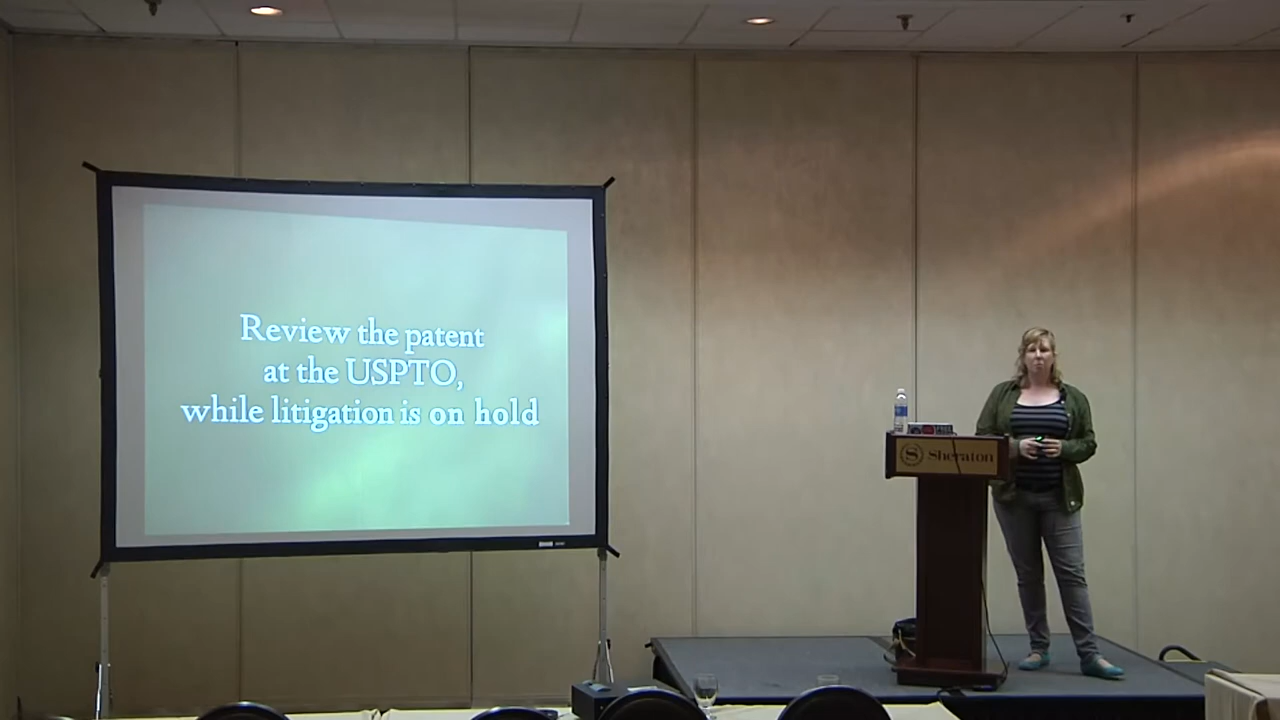 Review the patent
at the USPTO,
while litigation is on hold
S Sheraton